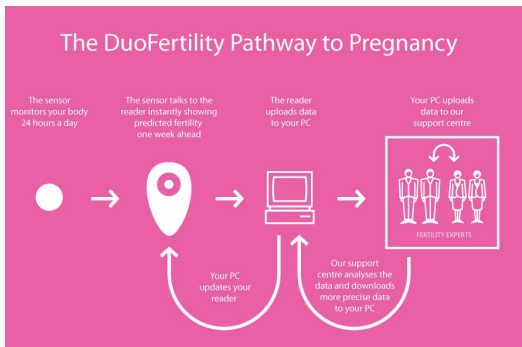 The DuoFertility Pathway to Pregnancy
The sensor
monitors your body
24 hours a day
The sensor talks to the
reader instantly showing
predicted fertility
one week ahead
The reader
uploads data
to your PC
Your PC uploads
data to our
support centre
FERTILITY EXPERTS
Your PC
updates your
reader
Our support
centre analyses the
data and downloads
more precise data
to your PC